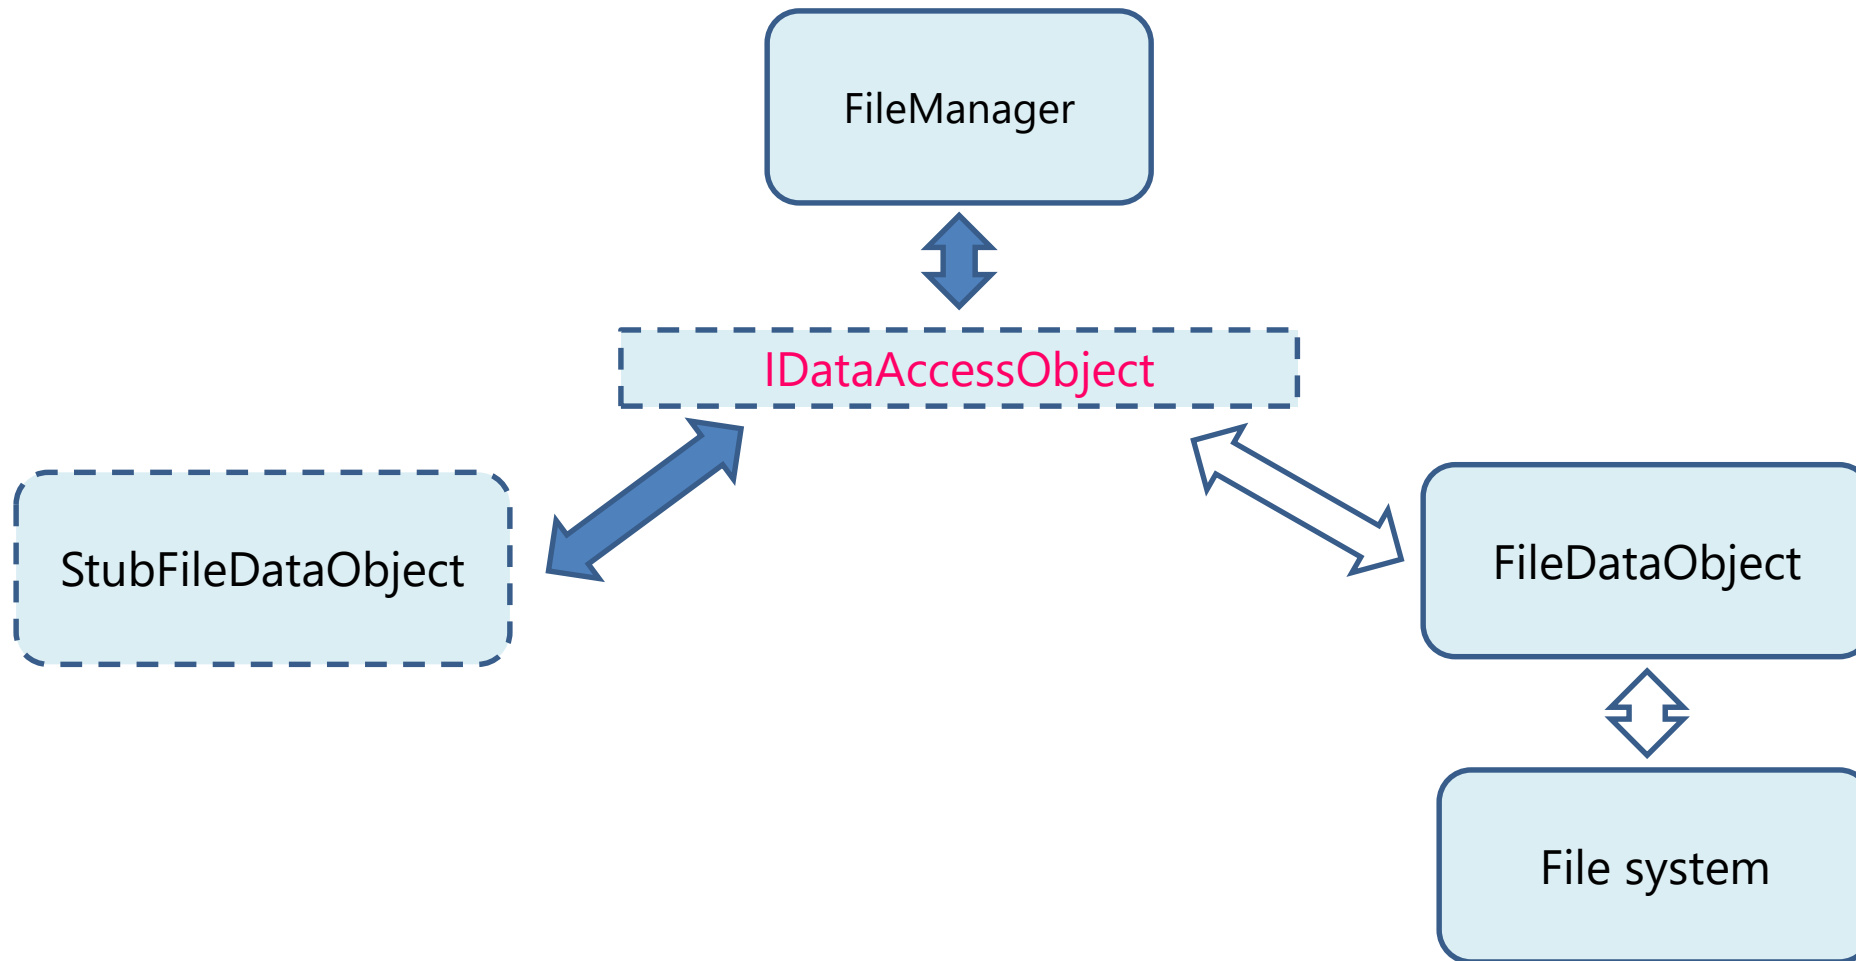 FileManager
IDataAccessObject
StubFileDataObject
FileDataObject
File system